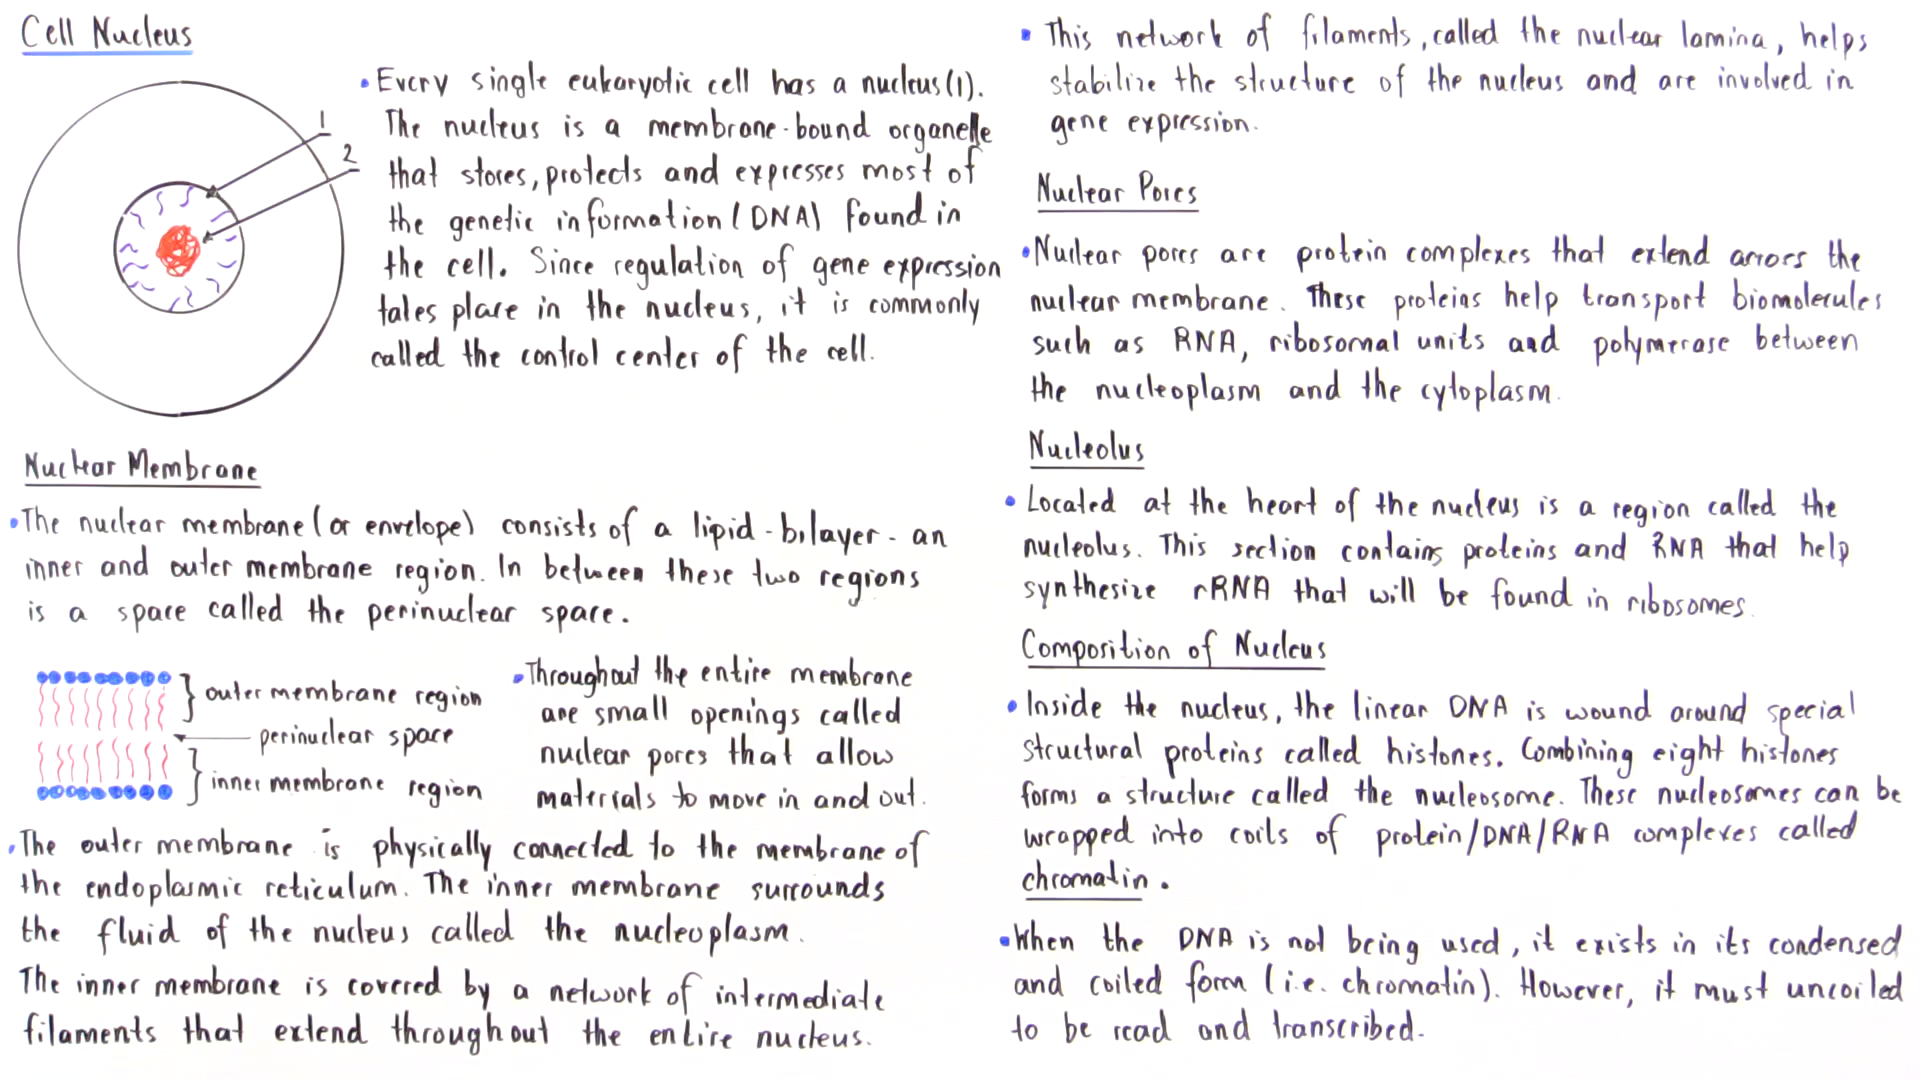 Cell Nucleus
1
2
• Every single eukaryotic cell has a nucleus (1).
The nucleus is a membrane-bound organelle
that stores, protects and expresses most of
the genetic information (DNA) found in
the cell. Since regulation of gene expression
takes place in the nucleus, it is commonly
called the control center of the cell.
Nuclear Membrane
• The nuclear membrane (or envelope) consists of a lipid-bilayer - an
inner and outer membrane region. In between these two regions
is a space called the perinuclear space.
outer membrane region
perinuclear space
inner membrane region
• Throughout the entire membrane
are small openings called
nuclear pores that allow
materials to move in and out.
• The outer membrane is physically connected to the membrane of
the endoplasmic reticulum. The inner membrane surrounds
the fluid of the nucleus called the nucleoplasm.
The inner membrane is covered by a network of intermediate
filaments that extend throughout the entire nucleus.
• This network of filaments, called the nuclear lamina, helps
stabilize the structure of the nucleus and are involved in
gene expression.
Nuclear Pores
• Nuclear pores are protein complexes that extend across the
nuclear membrane. These proteins help transport biomolecules
such as RNA, ribosomal units and polymerase between
the nucleoplasm and the cytoplasm.
Nucleolus
• Located at the heart of the nucleus is a region called the
nucleolus. This section contains proteins and RNA that help
synthesize rRNA that will be found in ribosomes.
Composition of Nucleus
• Inside the nucleus, the linear DNA is wound around special
structural proteins called histones. Combining eight histones
forms a structure called the nucleosome. These nucleosomes can be
wrapped into coils of protein/DNA/RNA complexes called
chromatin.
• When the DNA is not being used, it exists in its condensed
and coiled form (i.e. chromatin). However, it must uncoiled
to be read and transcribed.